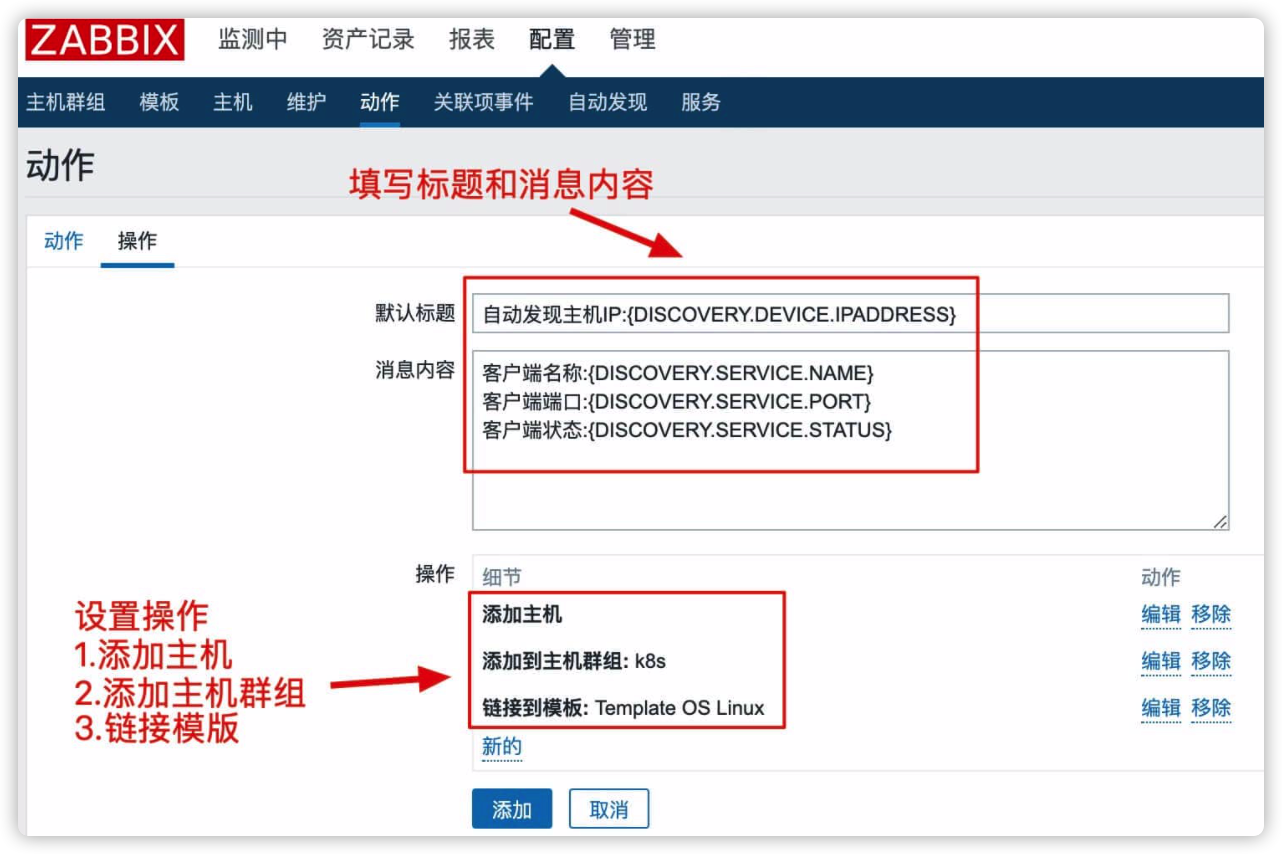 ZABBIX 监测中 资产记录 报表 配置 管理
主机群组 模板 主机 维护 动作 关联项事件 自动发现 服务
动作
填写标题和消息内容
动作 操作
默认标题 自动发现主机IP:{DISCOVERY.DEVICE.IPADDRESS}
消息内容 客户端名称:{DISCOVERY.SERVICE.NAME}
客户端端口:{DISCOVERY.SERVICE.PORT}
客户端状态:{DISCOVERY.SERVICE.STATUS}
操作 细节 动作
添加主机 编辑 移除
添加到主机群组: k8s 编辑 移除
链接到模板: Template OS Linux 编辑 移除
新的
设置操作
1.添加主机
2.添加主机群组
3.链接模版
添加 取消